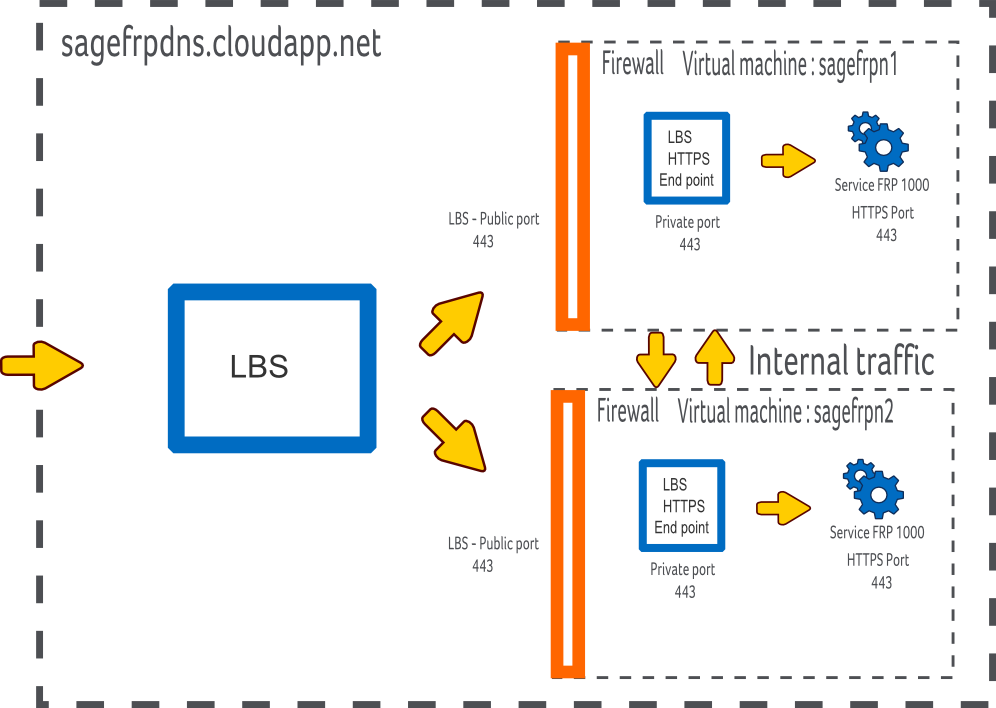 sagefrpdns.cloudapp.net
Firewall Virtual machine : sagefrpn1
LBS
HTTPS
End point
Service FRP 1000
HTTPS Port
443
Private port
443
LBS - Public port
443
LBS
Internal traffic
Firewall Virtual machine : sagefrpn2
LBS
HTTPS
End point
Service FRP 1000
HTTPS Port
443
Private port
443
LBS - Public port
443